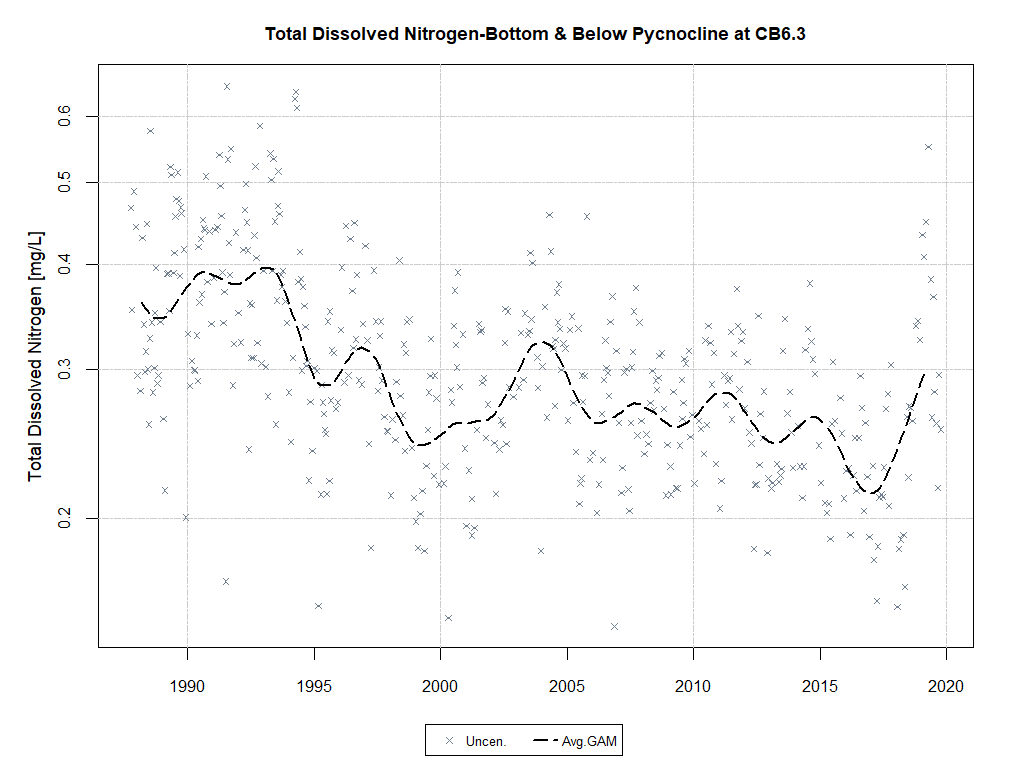 Total Dissolved Nitrogen-Bottom & Below Pycnocline at CB6.3
Total Dissolved Nitrogen [mg/L]
0.6
0.5
0.4
0.3
0.2
1990 1995 2000 2005 2010 2015 2020
Uncen. Avg.GAM